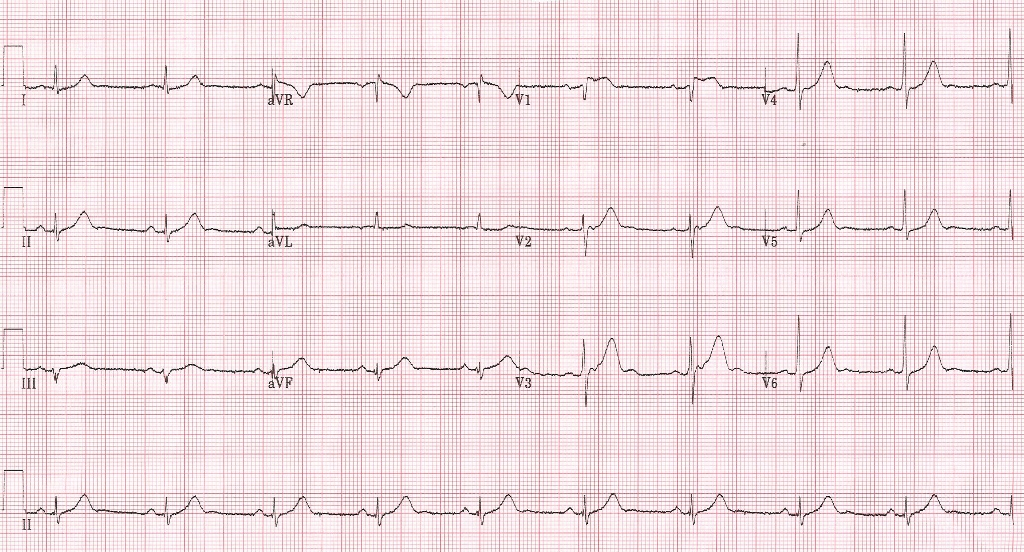 I aVR V1 V4
II aVL V2 V5
III aVF V3 V6
II